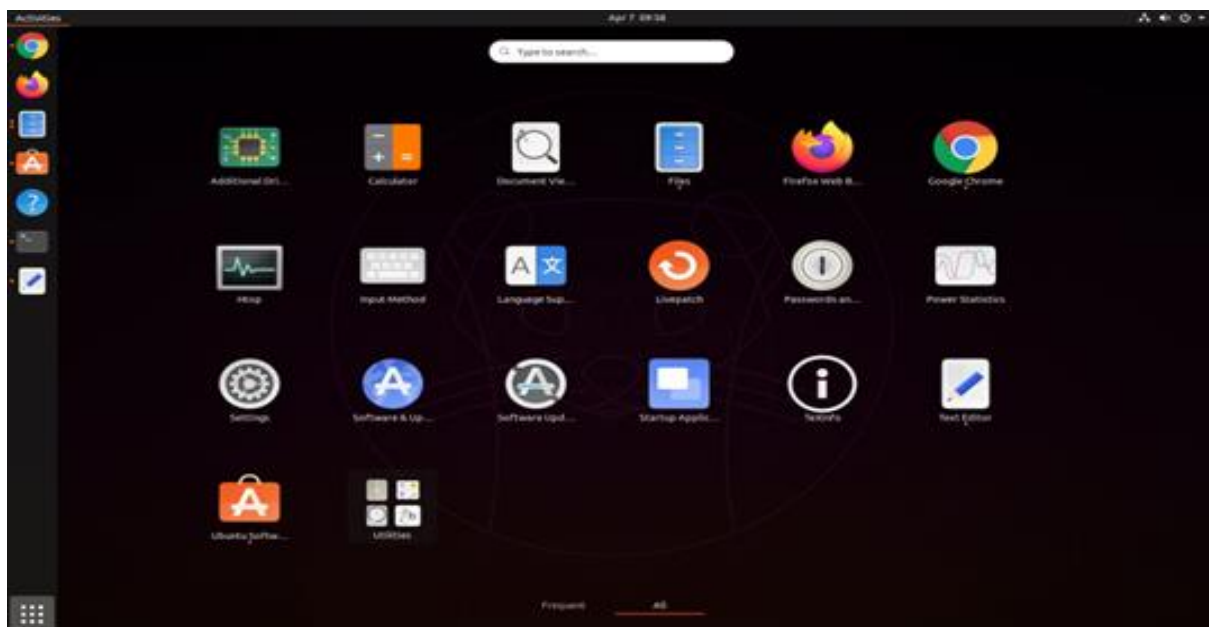 Activities
Apr 7 09:58
Type to search...
Additional Dri...
Calculator
Document Vie...
Files
Firefox Web B...
Google Chrome
Htop
Input Method
Language Sup...
Livepatch
Passwords an...
Power Statistics
Settings
Software & Up...
Software Upd...
Startup Applic...
TeXInfo
Text Editor
Ubuntu Softw...
Utilities
Frequent
All